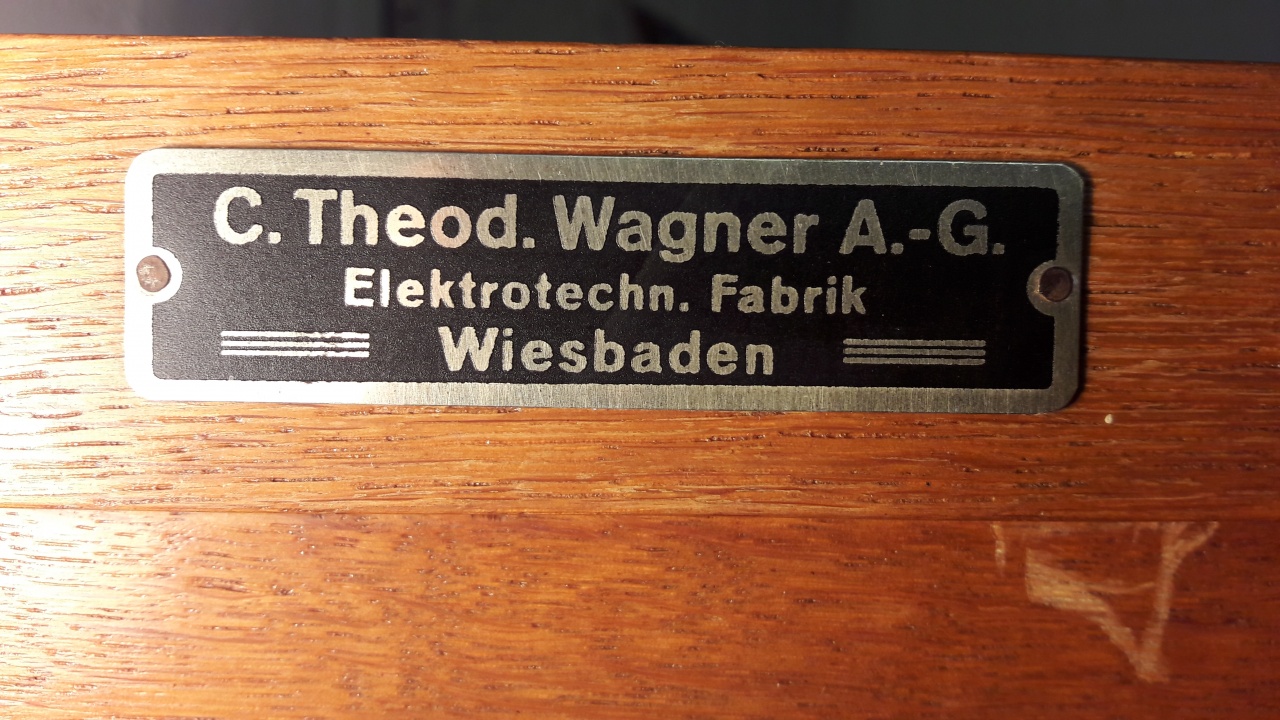 C. Theod. Wagner A.-G.
Elektrotechn. Fabrik
Wiesbaden